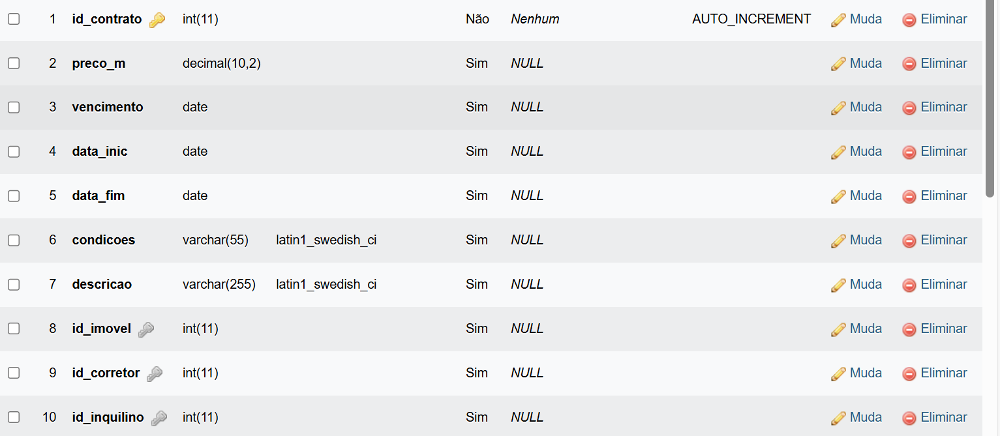 1 id_contrato int(11) Não Nenhum AUTO_INCREMENT Muda Eliminar
2 preco_m decimal(10,2) Sim NULL Muda Eliminar
3 vencimento date Sim NULL Muda Eliminar
4 data_inic date Sim NULL Muda Eliminar
5 data_fim date Sim NULL Muda Eliminar
6 condicoes varchar(55) latin1_swedish_ci Sim NULL Muda Eliminar
7 descricao varchar(255) latin1_swedish_ci Sim NULL Muda Eliminar
8 id_imovel int(11) Sim NULL Muda Eliminar
9 id_corretor int(11) Sim NULL Muda Eliminar
10 id_inquilino int(11) Sim NULL Muda Eliminar